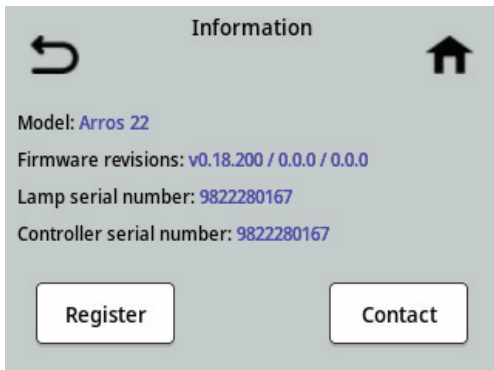 Information
Model: Arros 22
Firmware revisions: v0.18.200 / 0.0.0 / 0.0.0
Lamp serial number: 9822280167
Controller serial number: 9822280167
Register
Contact